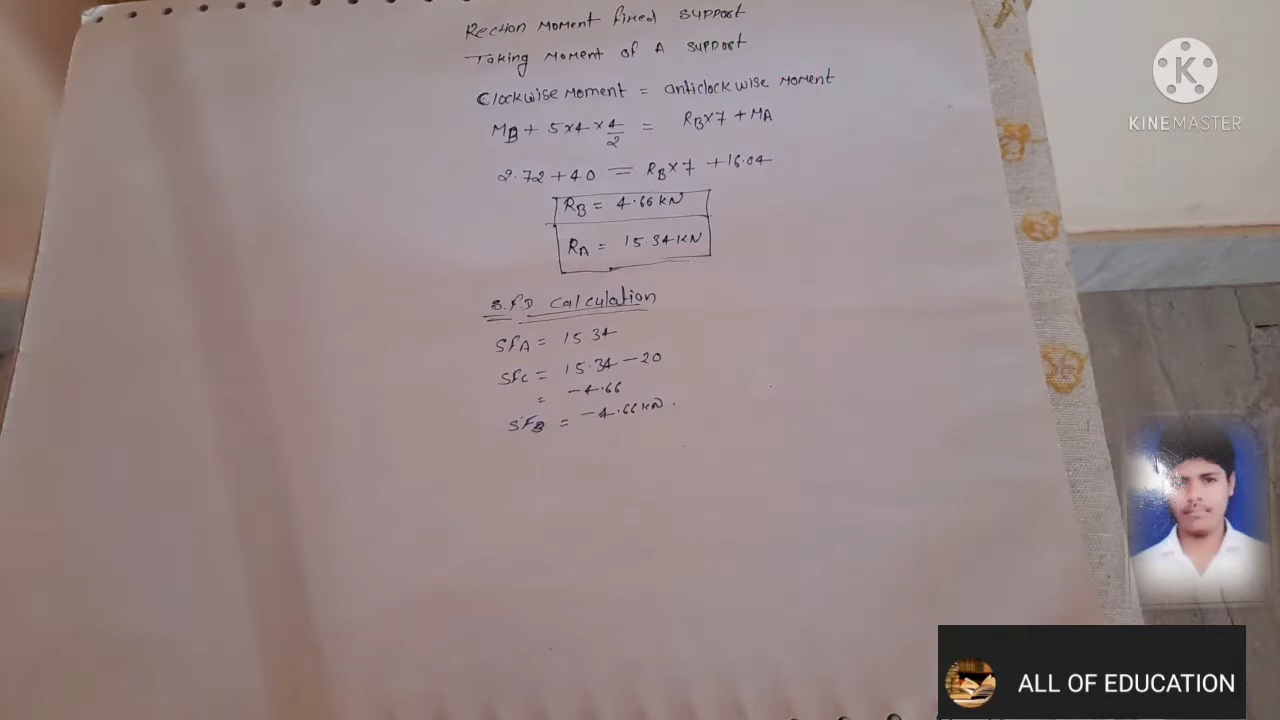 Rection Moment fixed support
Taking Moment of A support
Clockwise Moment = anticlockwise Moment
MB + 5×4×4/2 = RB×7 + MA
2.72 + 40 = RB×7 + 16.04
RB = 4.66 KN
RA = 15.34 KN
S.F.D Calculation
SFA = 15.34
SFC = 15.34 - 20
= -4.66
SFB = -4.66 KN.
K
KINEMASTER
ALL OF EDUCATION